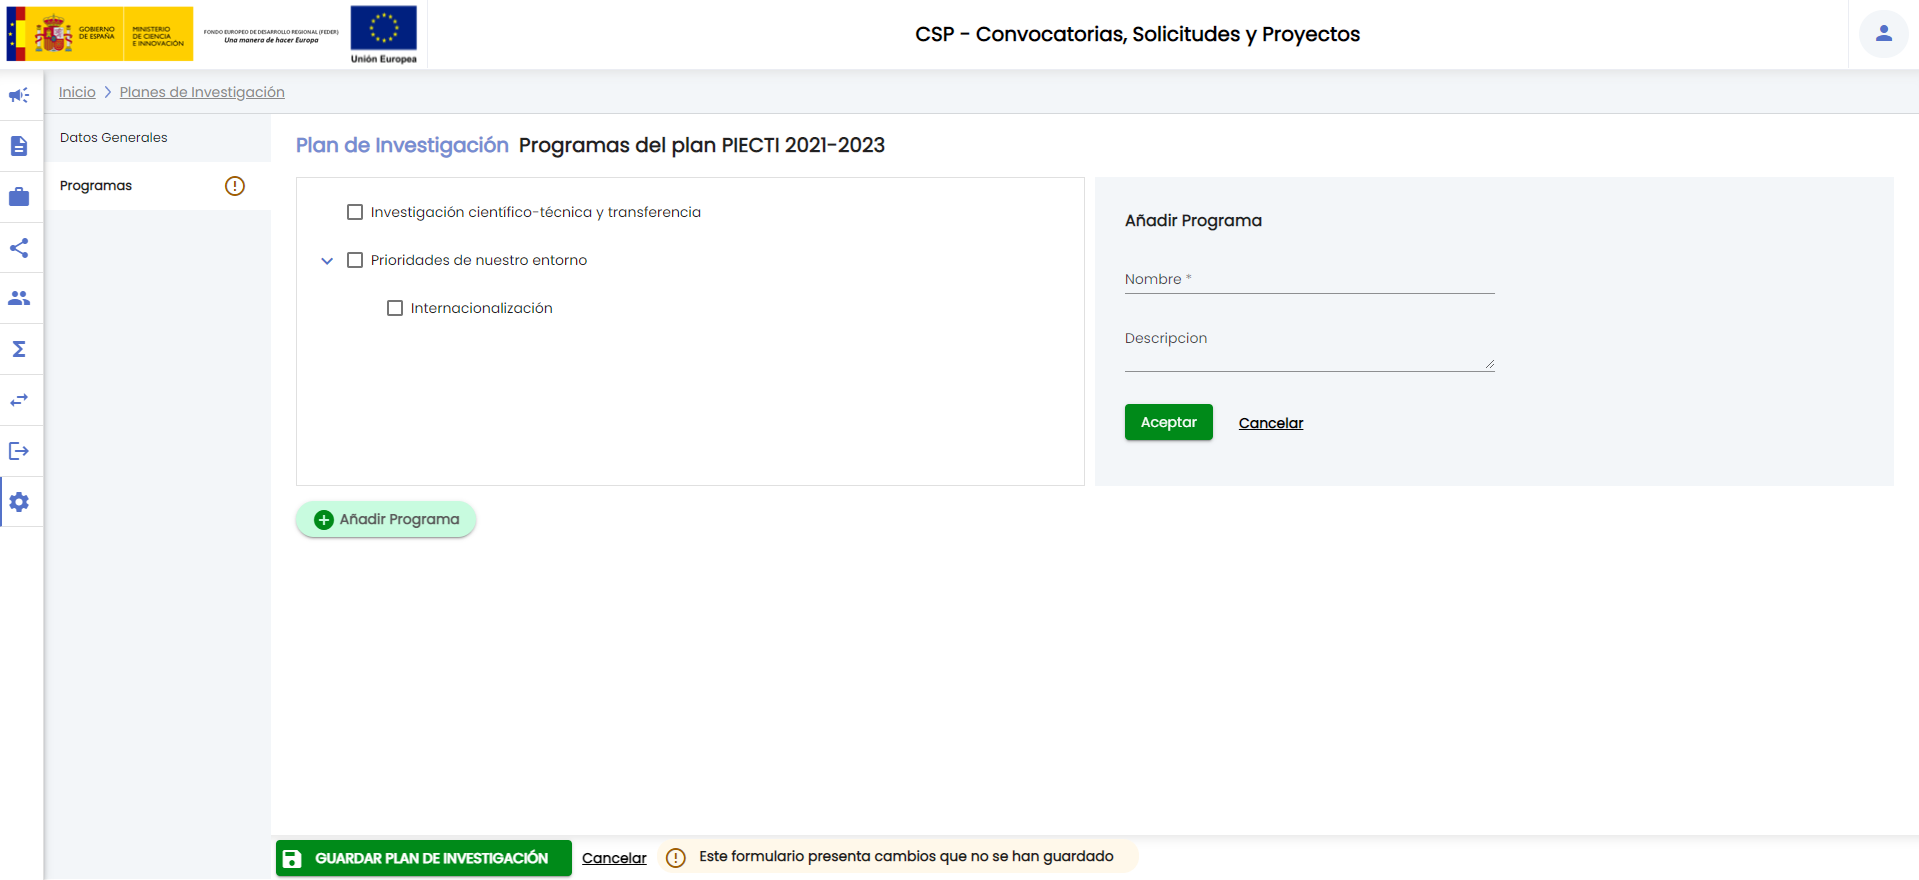 GOBIERNO
DE ESPAÑA
MINISTERIO
DE CIENCIA
E INNOVACIÓN
FONDO EUROPEO DE DESARROLLO REGIONAL (FEDER)
Una manera de hacer Europa
Unión Europea
CSP - Convocatorias, Solicitudes y Proyectos
Inicio > Planes de Investigación
Datos Generales
Programas
Plan de Investigación Programas del plan PIECTI 2021-2023
Investigación científico-técnica y transferencia
Prioridades de nuestro entorno
Internacionalización
Añadir Programa
Nombre *
Descripcion
Aceptar
Cancelar
Añadir Programa
GUARDAR PLAN DE INVESTIGACIÓN
Cancelar
Este formulario presenta cambios que no se han guardado